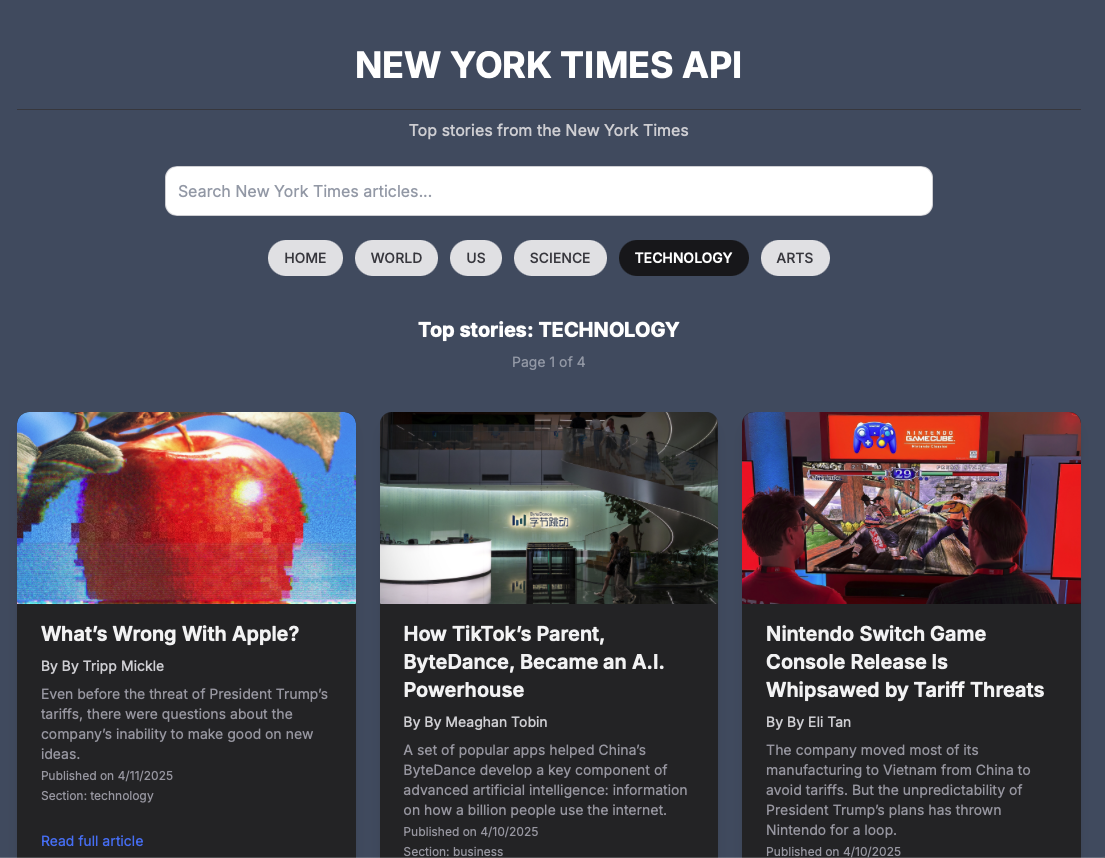 NEW YORK TIMES API
Top stories from the New York Times
Search New York Times articles...
HOME
WORLD
US
SCIENCE
TECHNOLOGY
ARTS
Top stories: TECHNOLOGY
Page 1 of 4
What’s Wrong With Apple?
By By Tripp Mickle
Even before the threat of President Trump’s
tariffs, there were questions about the
company’s inability to make good on new
ideas.
Published on 4/11/2025
Section: technology
Read full article
ByteDance
字节跳动
How TikTok’s Parent,
ByteDance, Became an A.I.
Powerhouse
By By Meaghan Tobin
A set of popular apps helped China’s
ByteDance develop a key component of
advanced artificial intelligence: information
on how a billion people use the internet.
Published on 4/10/2025
Section: business
NINTENDO
GAMECUBE
29
Nintendo Switch Game
Console Release Is
Whipsawed by Tariff Threats
By By Eli Tan
The company moved most of its
manufacturing to Vietnam from China to
avoid tariffs. But the unpredictability of
President Trump’s plans has thrown
Nintendo for a loop.
Published on 4/10/2025